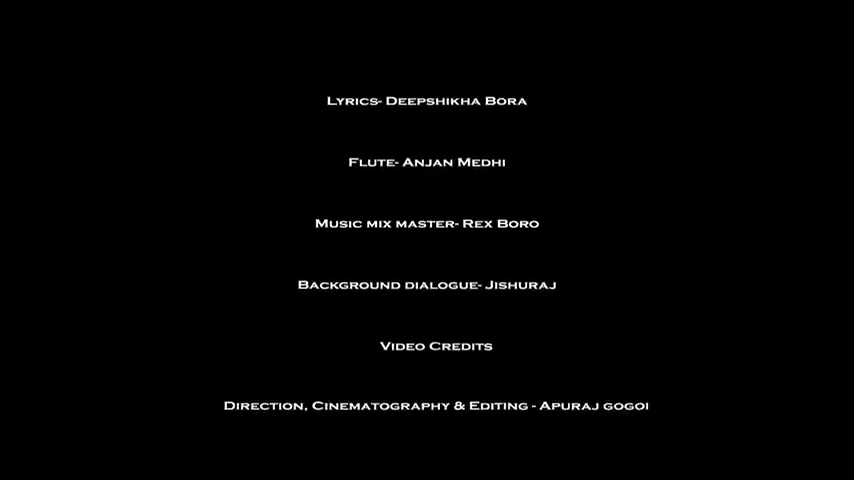 Lyrics- Deepshikha Bora
Flute- Anjan Medhi
Music mix master- Rex Boro
Background dialogue- Jishuraj
Video Credits
Direction, Cinematography & Editing - Apuraj gogoi